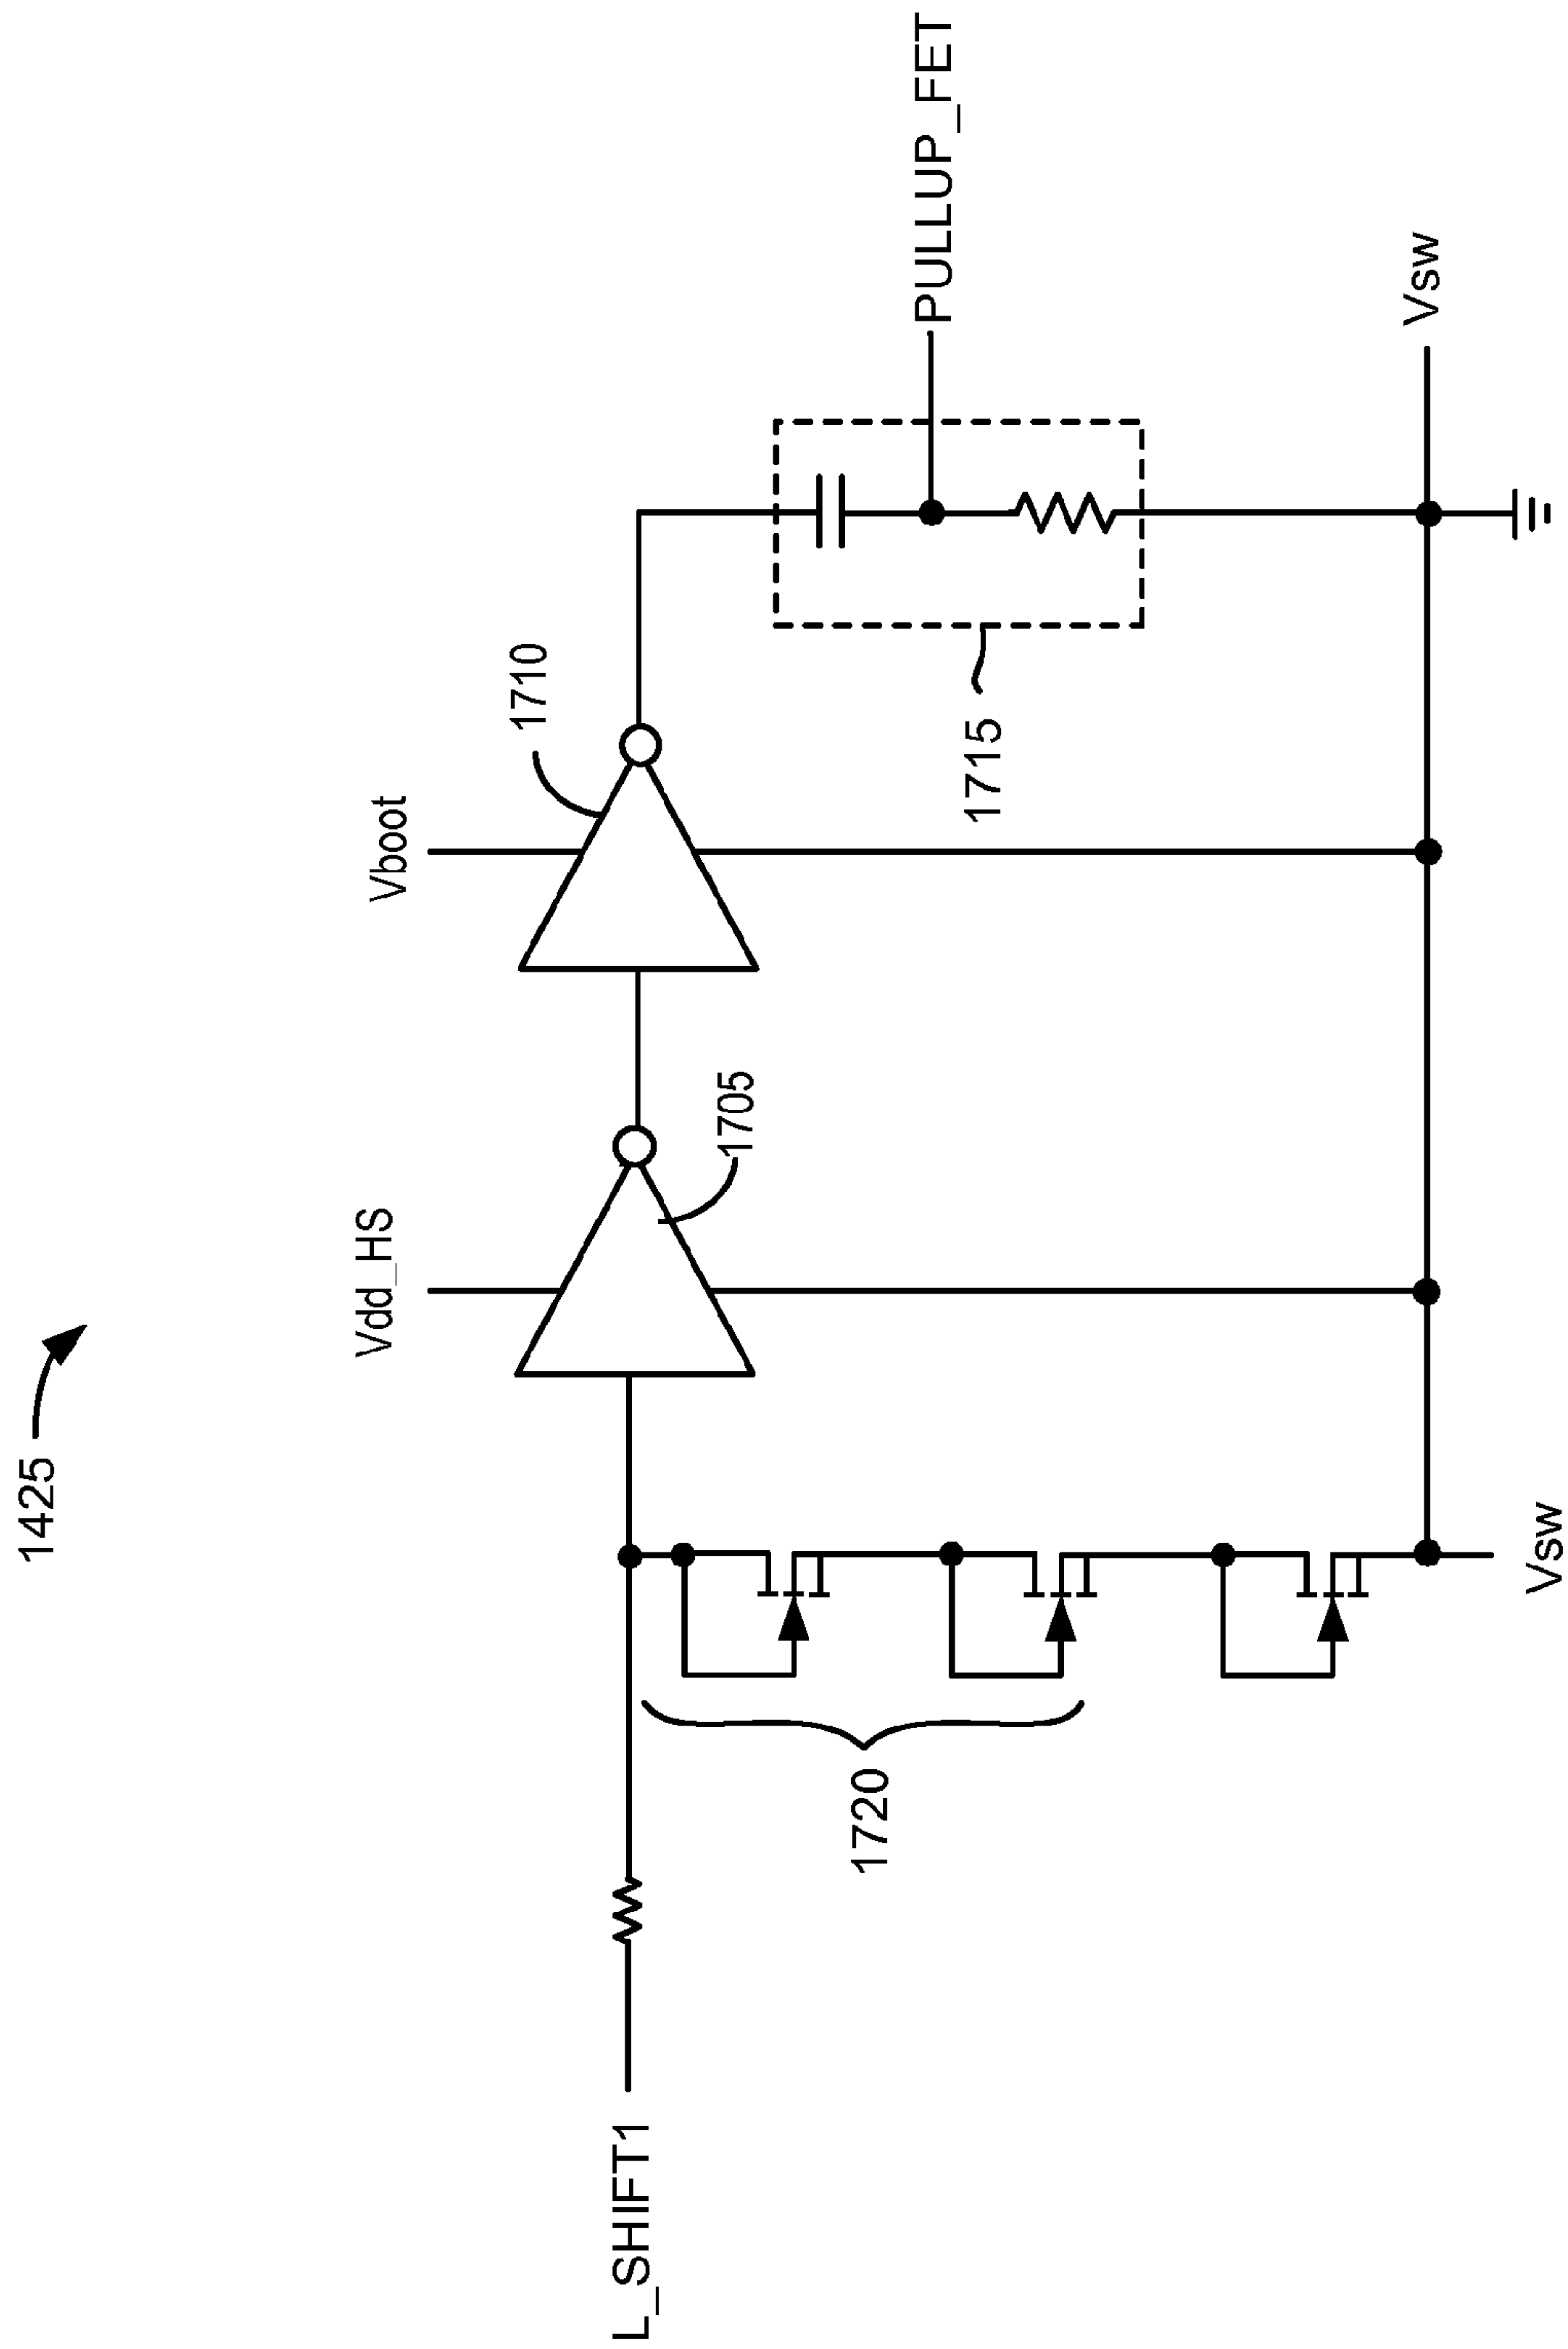 1425
Vdd_HS
Vboot
1710
L_SHIFT1
1705
PULLUP_FET
1720
1715
Vsw
Vsw